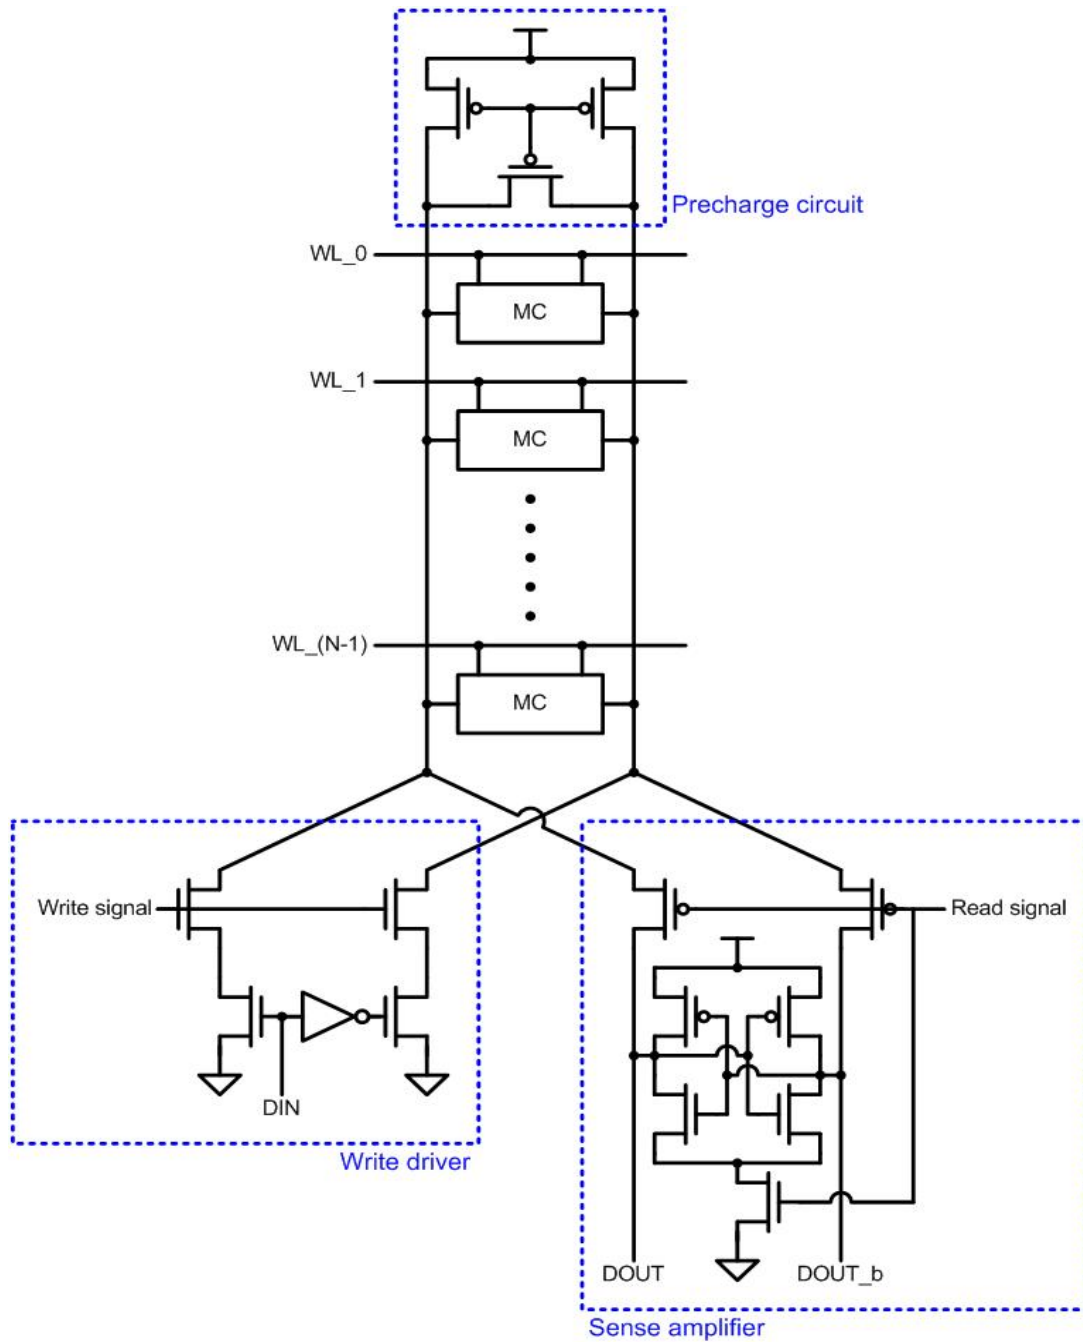 Precharge circuit
WL_0
MC
WL_1
MC
WL_(N-1)
MC
Write signal
Read signal
DIN
Write driver
DOUT
DOUT_b
Sense amplifier